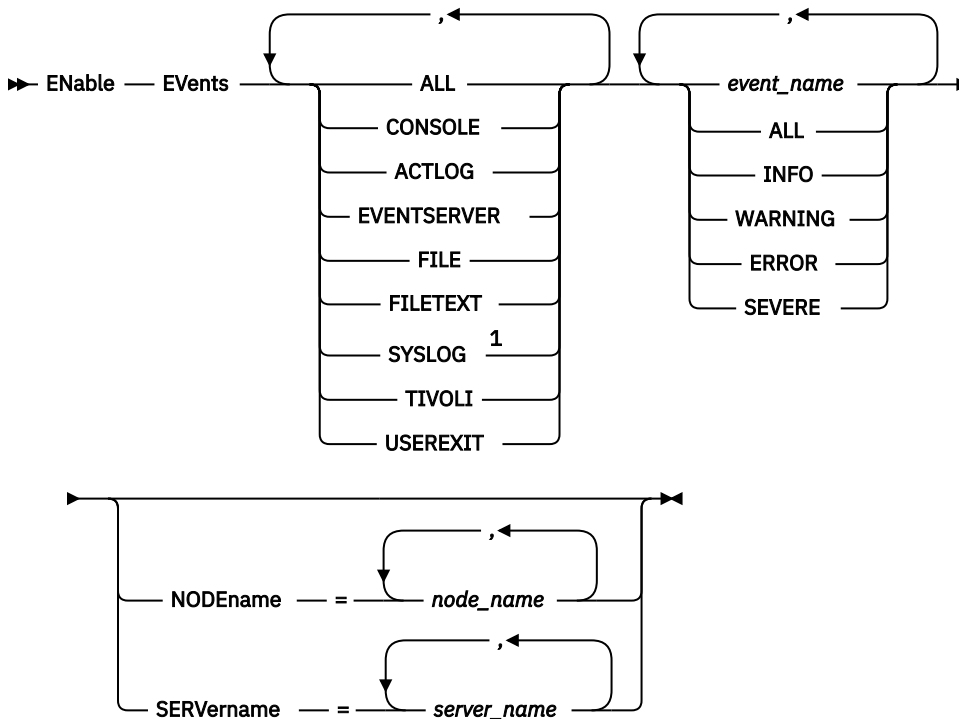 , ,
ENable EVents ALL event_name
CONSOLE ALL
ACTLOG INFO
EVENTSERVER WARNING
FILE ERROR
FILETEXT SEVERE
SYSLOG 1
TIVOLI
USEREXIT
,
NODEname = node_name
,
SERVername = server_name